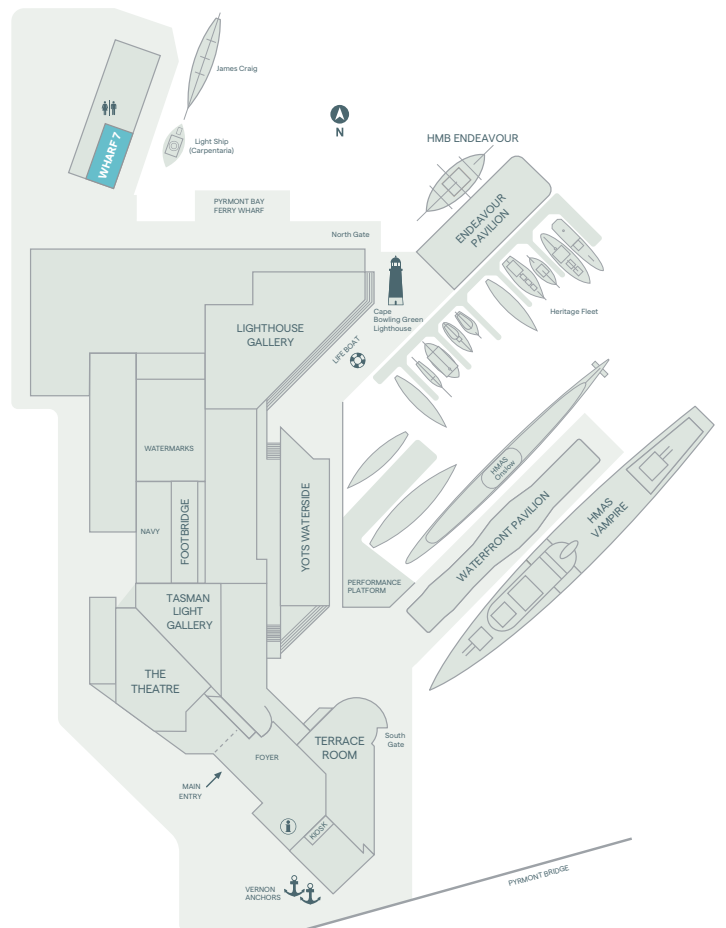 James Craig
WHARF 7
Light Ship
(Carpentaria)
N
HMB ENDEAVOUR
PYRMONT BAY
FERRY WHARF
ENDEAVOUR
PAVILION
North Gate
Cape
Bowling Green
Lighthouse
Heritage Fleet
LIGHTHOUSE
GALLERY
LIFE BOAT
WATERMARKS
HMAS
Onslow
NAVY
FOOTBRIDGE
YOTS WATERSIDE
WATERFRONT PAVILION
HMAS
VAMPIRE
PERFORMANCE
PLATFORM
TASMAN
LIGHT
GALLERY
THE
THEATRE
TERRACE
ROOM
South
Gate
FOYER
MAIN
ENTRY
KIOSK
VERNON
ANCHORS
PYRMONT BRIDGE